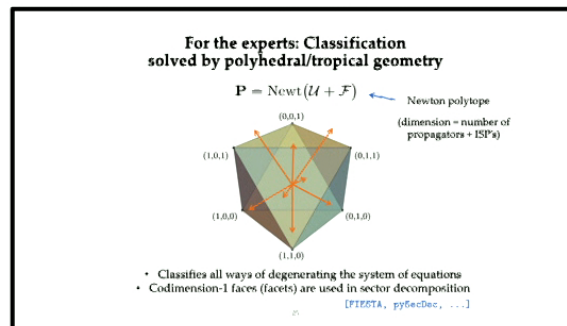 For the experts: Classification
solved by polyhedral/tropical geometry
P = Newt(𝒰 + ℱ)
Newton polytope
(dimension = number of
propagators + ISP's)
(0,0,1)
(1,0,1)
(0,1,1)
(1,0,0)
(0,1,0)
(1,1,0)
• Classifies all ways of degenerating the system of equations
• Codimension-1 faces (facets) are used in sector decomposition
[FIESTA, pySecDec, ...]